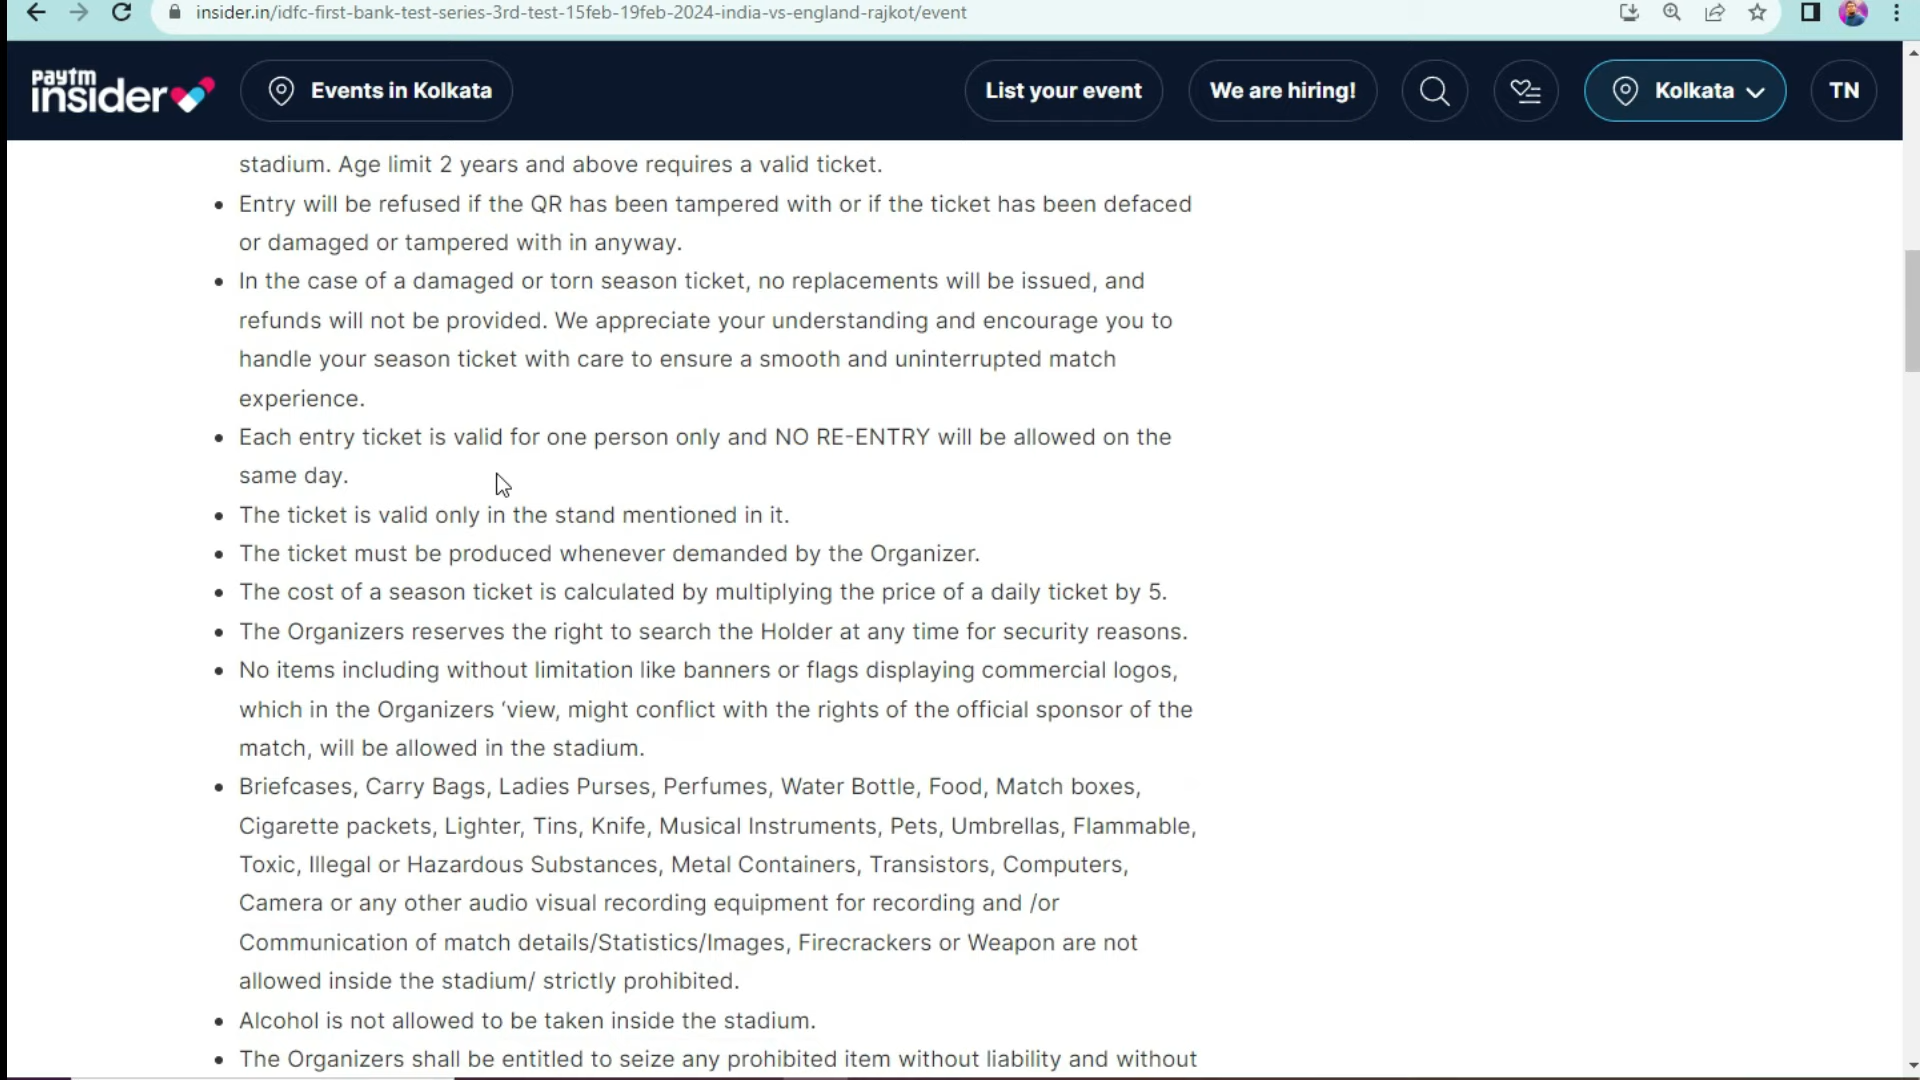 insider.in/idfc-first-bank-test-series-3rd-test-15feb-19feb-2024-india-vs-england-rajkot/event
paytm
insider
Events in Kolkata
List your event
We are hiring!
Kolkata
TN
stadium. Age limit 2 years and above requires a valid ticket.
• Entry will be refused if the QR has been tampered with or if the ticket has been defaced
or damaged or tampered with in anyway.
• In the case of a damaged or torn season ticket, no replacements will be issued, and
refunds will not be provided. We appreciate your understanding and encourage you to
handle your season ticket with care to ensure a smooth and uninterrupted match
experience.
• Each entry ticket is valid for one person only and NO RE-ENTRY will be allowed on the
same day.
• The ticket is valid only in the stand mentioned in it.
• The ticket must be produced whenever demanded by the Organizer.
• The cost of a season ticket is calculated by multiplying the price of a daily ticket by 5.
• The Organizers reserves the right to search the Holder at any time for security reasons.
• No items including without limitation like banners or flags displaying commercial logos,
which in the Organizers ‘view, might conflict with the rights of the official sponsor of the
match, will be allowed in the stadium.
• Briefcases, Carry Bags, Ladies Purses, Perfumes, Water Bottle, Food, Match boxes,
Cigarette packets, Lighter, Tins, Knife, Musical Instruments, Pets, Umbrellas, Flammable,
Toxic, Illegal or Hazardous Substances, Metal Containers, Transistors, Computers,
Camera or any other audio visual recording equipment for recording and /or
Communication of match details/Statistics/Images, Firecrackers or Weapon are not
allowed inside the stadium/ strictly prohibited.
• Alcohol is not allowed to be taken inside the stadium.
• The Organizers shall be entitled to seize any prohibited item without liability and without